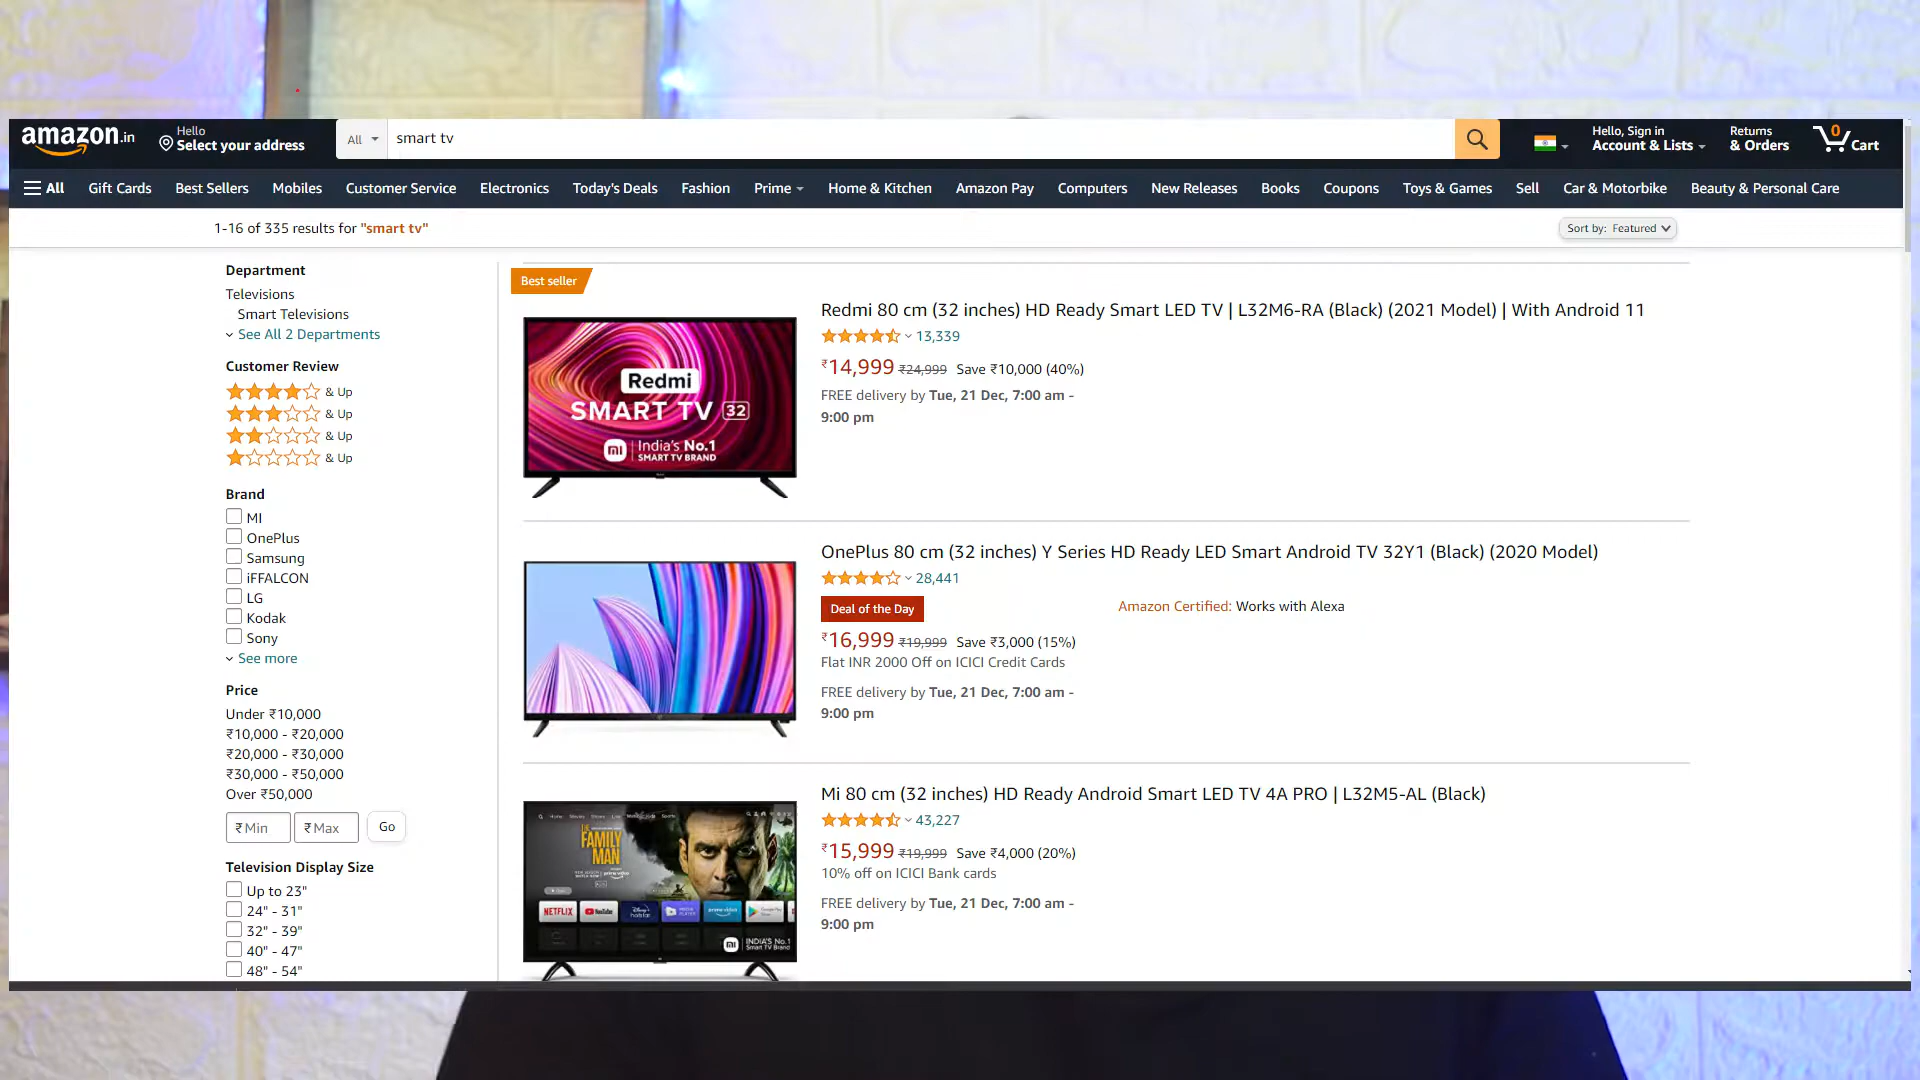 amazon.in
Hello
Select your address
All
smart tv
Hello, Sign in
Account & Lists
Returns
& Orders
0
Cart
All
Gift Cards
Best Sellers
Mobiles
Customer Service
Electronics
Today's Deals
Fashion
Prime
Home & Kitchen
Amazon Pay
Computers
New Releases
Books
Coupons
Toys & Games
Sell
Car & Motorbike
Beauty & Personal Care
1-16 of 335 results for "smart tv"
Sort by: Featured
Department
Televisions
Smart Televisions
See All 2 Departments
Customer Review
& Up
& Up
& Up
& Up
Brand
MI
OnePlus
Samsung
iFFALCON
LG
Kodak
Sony
See more
Price
Under ₹10,000
₹10,000 - ₹20,000
₹20,000 - ₹30,000
₹30,000 - ₹50,000
Over ₹50,000
₹ Min
₹ Max
Go
Television Display Size
Up to 23"
24" - 31"
32" - 39"
40" - 47"
48" - 54"
Best seller
Redmi
SMART TV 32
mi India's No.1
SMART TV BRAND
Redmi 80 cm (32 inches) HD Ready Smart LED TV | L32M6-RA (Black) (2021 Model) | With Android 11
13,339
₹14,999 ₹24,999 Save ₹10,000 (40%)
FREE delivery by Tue, 21 Dec, 7:00 am -
9:00 pm
OnePlus 80 cm (32 inches) Y Series HD Ready LED Smart Android TV 32Y1 (Black) (2020 Model)
28,441
Deal of the Day
Amazon Certified: Works with Alexa
₹16,999 ₹19,999 Save ₹3,000 (15%)
Flat INR 2000 Off on ICICI Credit Cards
FREE delivery by Tue, 21 Dec, 7:00 am -
9:00 pm
THE
FAMILY
MAN
NETFLIX
YouTube
Disney+
hotstar
prime video
mi INDIA'S No.1
Smart TV Brand
Mi 80 cm (32 inches) HD Ready Android Smart LED TV 4A PRO | L32M5-AL (Black)
43,227
₹15,999 ₹19,999 Save ₹4,000 (20%)
10% off on ICICI Bank cards
FREE delivery by Tue, 21 Dec, 7:00 am -
9:00 pm